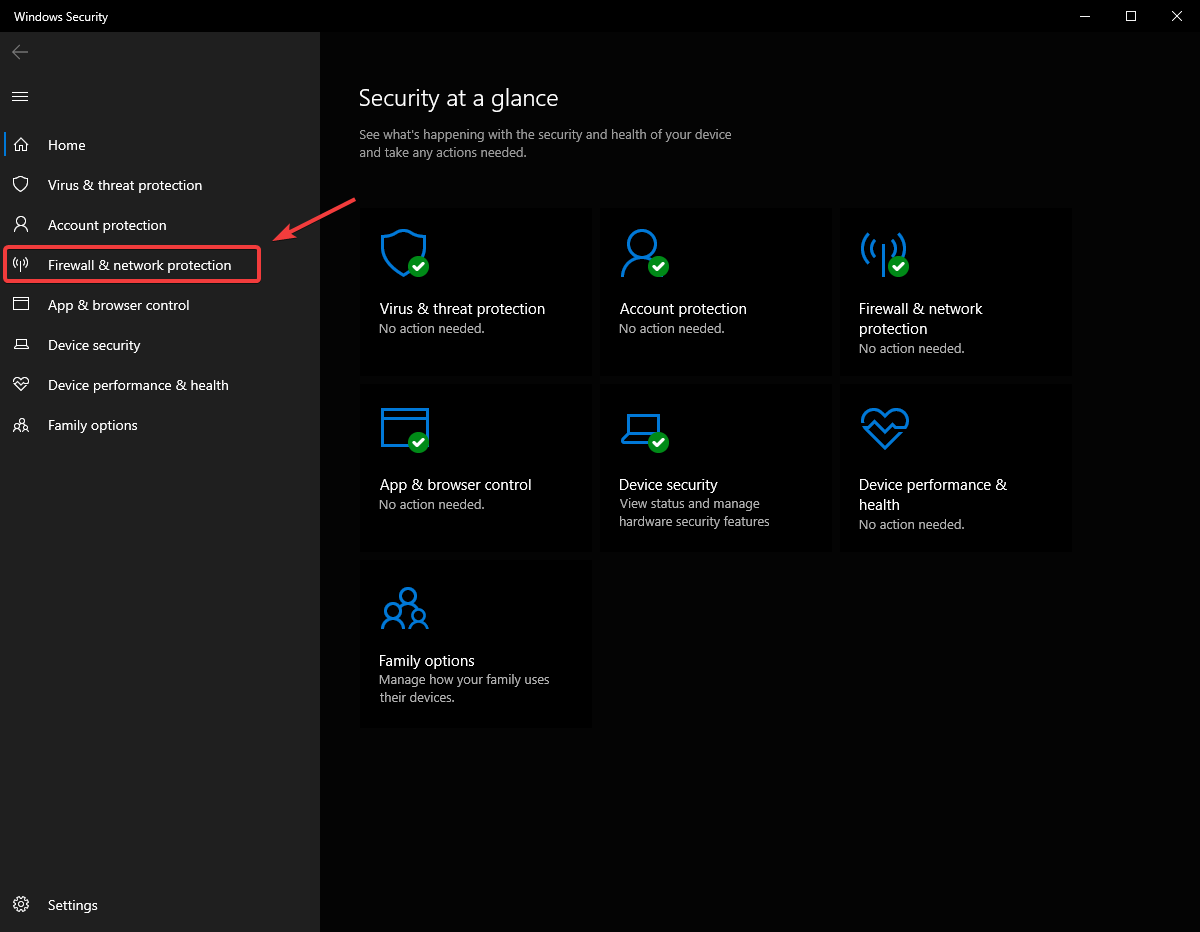 Windows Security
Home
Virus & threat protection
Account protection
Firewall & network protection
App & browser control
Device security
Device performance & health
Family options
Settings
Security at a glance
See what's happening with the security and health of your device
and take any actions needed.
Virus & threat protection
No action needed.
Account protection
No action needed.
Firewall & network
protection
No action needed.
App & browser control
No action needed.
Device security
View status and manage
hardware security features
Device performance &
health
No action needed.
Family options
Manage how your family uses
their devices.